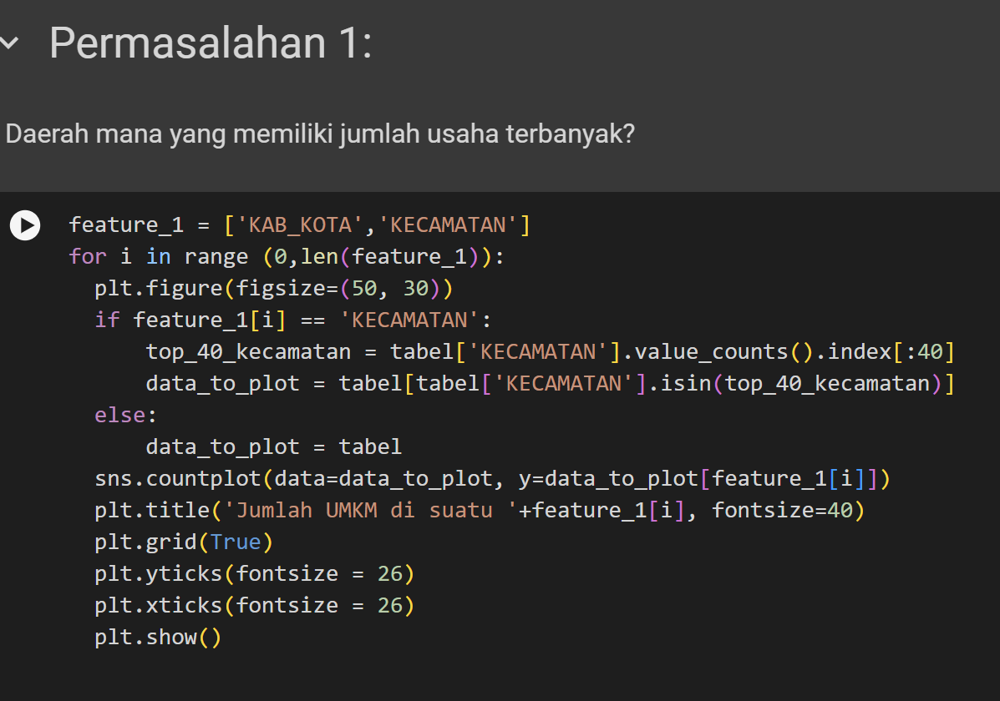 Permasalahan 1:
Daerah mana yang memiliki jumlah usaha terbanyak?
feature_1 = ['KAB_KOTA','KECAMATAN']
for i in range (0,len(feature_1)):
  plt.figure(figsize=(50, 30))
  if feature_1[i] == 'KECAMATAN':
      top_40_kecamatan = tabel['KECAMATAN'].value_counts().index[:40]
      data_to_plot = tabel[tabel['KECAMATAN'].isin(top_40_kecamatan)]
  else:
      data_to_plot = tabel
  sns.countplot(data=data_to_plot, y=data_to_plot[feature_1[i]])
  plt.title('Jumlah UMKM di suatu '+feature_1[i], fontsize=40)
  plt.grid(True)
  plt.yticks(fontsize = 26)
  plt.xticks(fontsize = 26)
  plt.show()